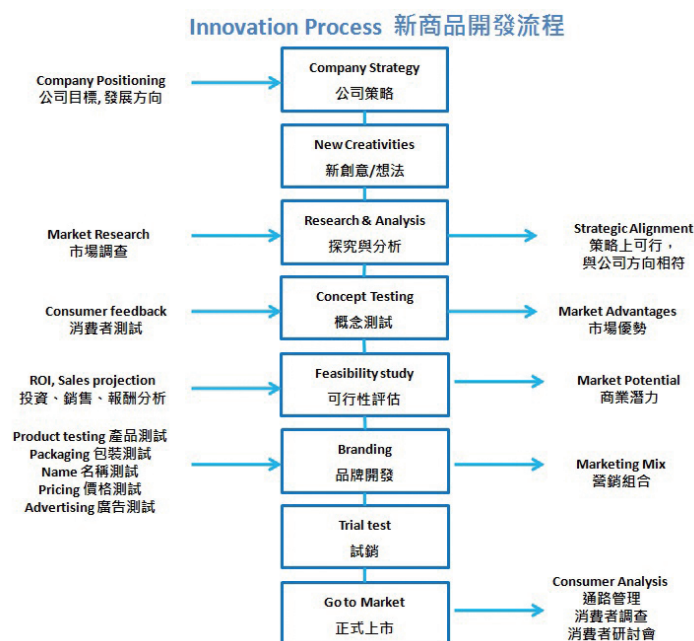 Innovation Process 新商品開發流程
Company Positioning
公司目標, 發展方向
Company Strategy
公司策略
New Creativities
新創意/想法
Market Research
市場調查
Research & Analysis
探究與分析
Strategic Alignment
策略上可行，
與公司方向相符
Consumer feedback
消費者測試
Concept Testing
概念測試
Market Advantages
市場優勢
ROI, Sales projection
投資、銷售、報酬分析
Feasibility study
可行性評估
Market Potential
商業潛力
Product testing 產品測試
Packaging 包裝測試
Name 名稱測試
Pricing 價格測試
Advertising 廣告測試
Branding
品牌開發
Marketing Mix
營銷組合
Trial test
試銷
Go to Market
正式上市
Consumer Analysis
通路管理
消費者調查
消費者研討會